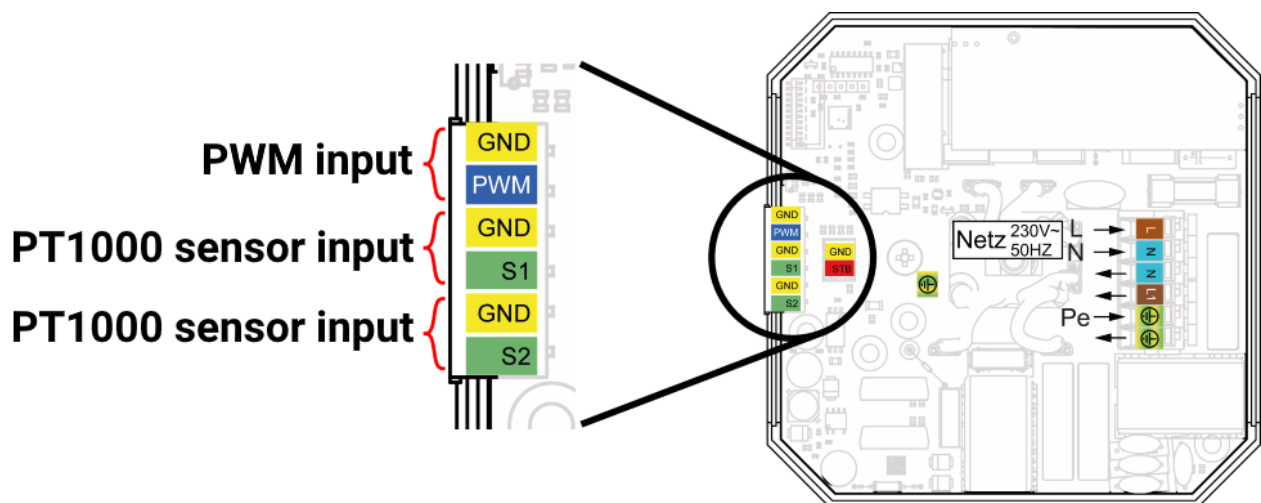 PWM input
PT1000 sensor input
PT1000 sensor input
GND
PWM
GND
S1
GND
S2
GND
PWM
GND
S1
GND
S2
GND
STB
Netz 230V~
50HZ
L
N
Pe
L
N
N
L1